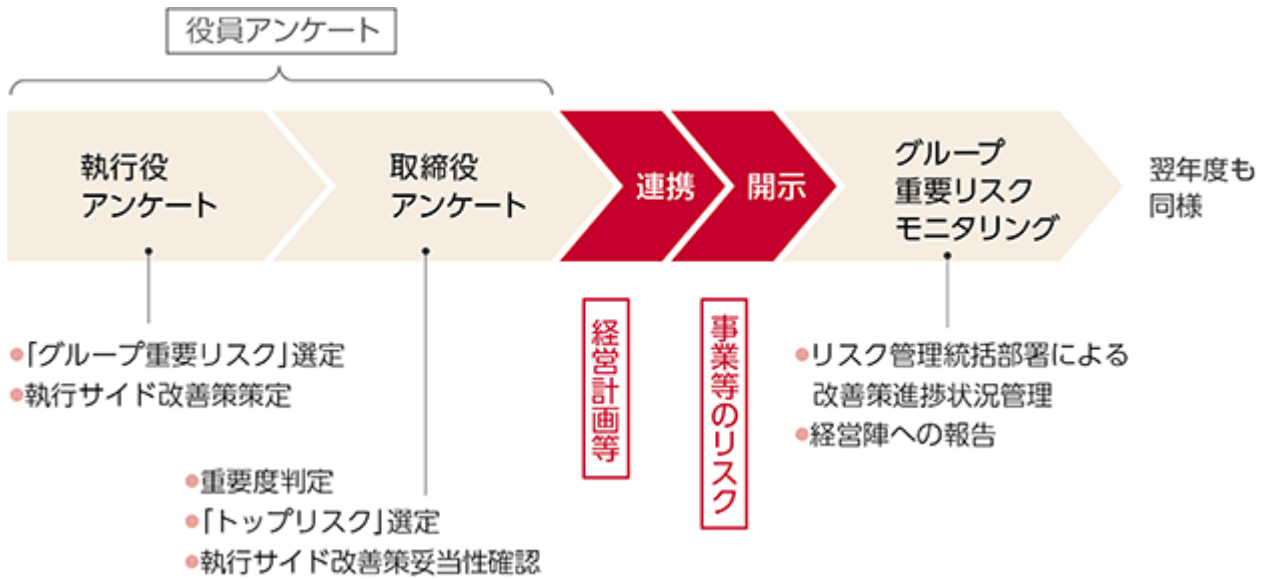 役員アンケート
執行役
アンケート
取締役
アンケート
連携
開示
グループ
重要リスク
モニタリング
翌年度も
同様
●「グループ重要リスク」選定
●執行サイド改善策策定
●重要度判定
●「トップリスク」選定
●執行サイド改善策妥当性確認
経営計画等
事業等のリスク
●リスク管理統括部署による
改善策進捗状況管理
●経営陣への報告